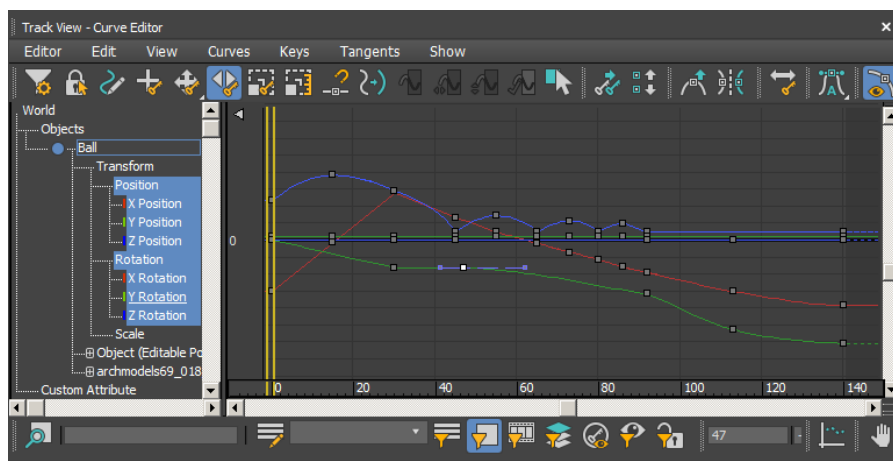 Track View - Curve Editor
Editor Edit View Curves Keys Tangents Show
World
Objects
Ball
Transform
Position
X Position
Y Position
Z Position
Rotation
X Rotation
Y Rotation
Z Rotation
Scale
Object (Editable Po
archmodels69_018
Custom Attribute
0
0 20 40 60 80 100 120 140
47